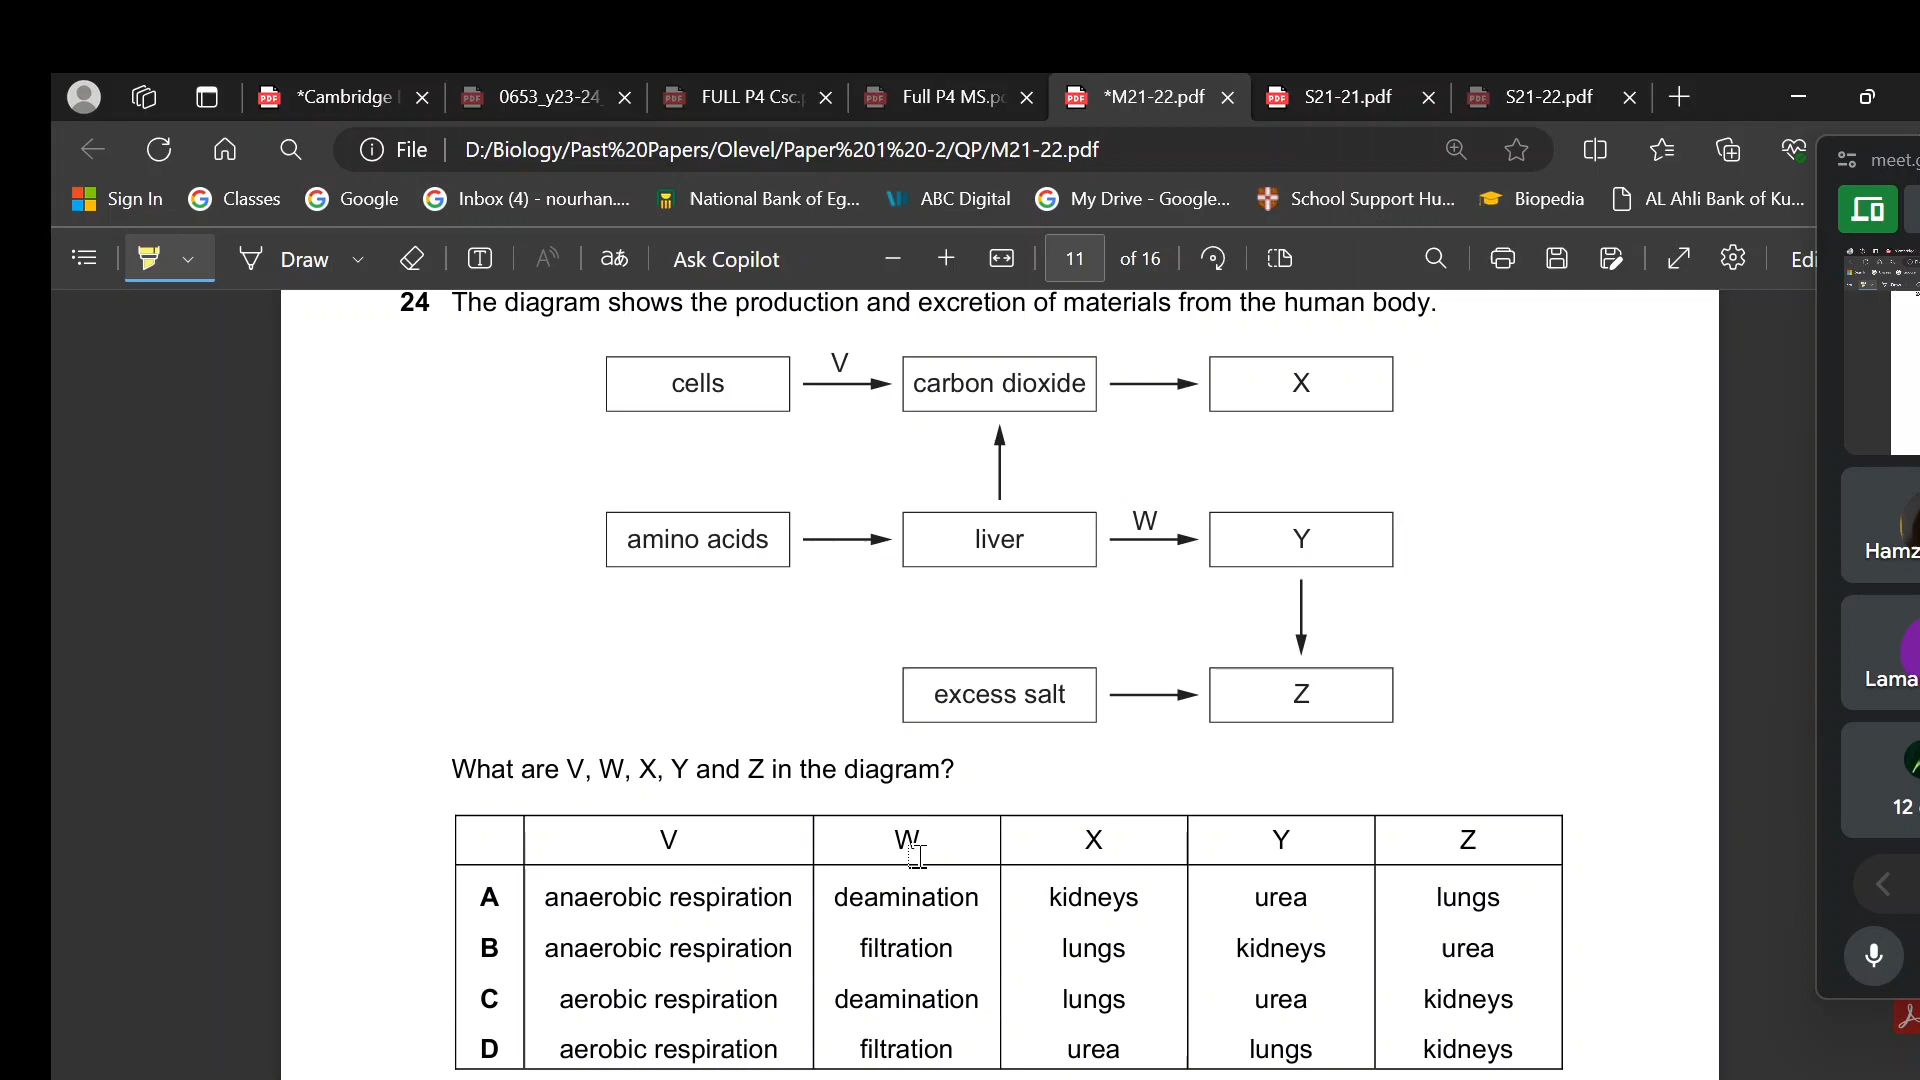 *Cambridge
0653_y23-24
FULL P4 Csc.
Full P4 MS.p
*M21-22.pdf
S21-21.pdf
S21-22.pdf
File
D:/Biology/Past%20Papers/Olevel/Paper%201%20-2/QP/M21-22.pdf
meet.g
Sign In
Classes
Google
Inbox (4) - nourhan....
National Bank of Eg...
ABC Digital
My Drive - Google...
School Support Hu...
Biopedia
AL Ahli Bank of Ku...
Draw
aあ
Ask Copilot
11 of 16
Edi
24 The diagram shows the production and excretion of materials from the human body.
V
cells
carbon dioxide
X
W
amino acids
liver
Y
excess salt
Z
What are V, W, X, Y and Z in the diagram?
V W X Y Z
A anaerobic respiration deamination kidneys urea lungs
B anaerobic respiration filtration lungs kidneys urea
C aerobic respiration deamination lungs urea kidneys
D aerobic respiration filtration urea lungs kidneys
Hamz
Lama
12